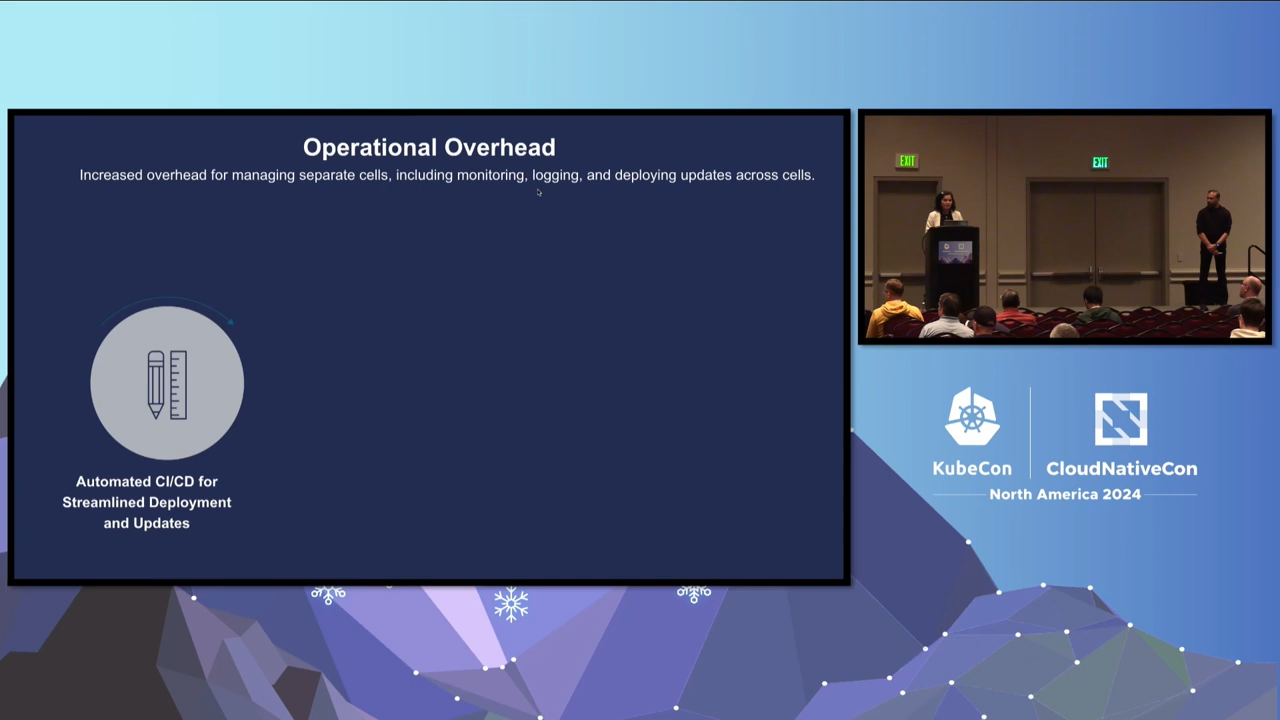 Operational Overhead
Increased overhead for managing separate cells, including monitoring, logging, and deploying updates across cells.
Automated CI/CD for
Streamlined Deployment
and Updates
EXIT
EXIT
KubeCon
CloudNativeCon
North America 2024